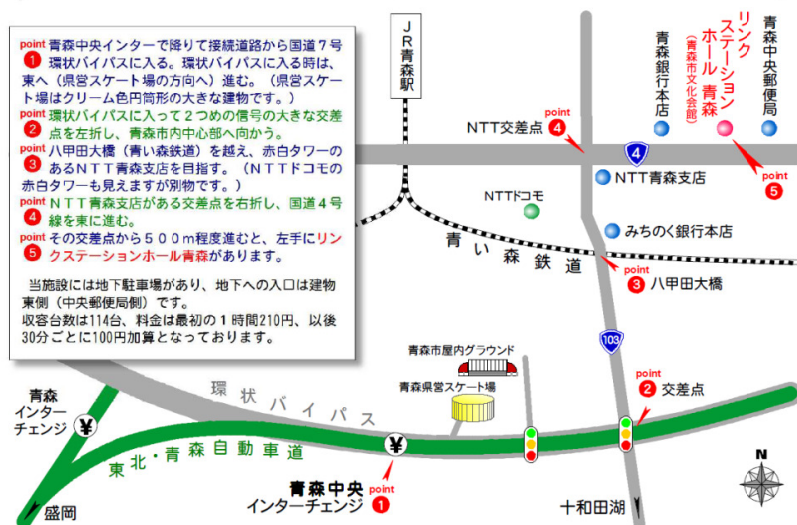 point 1 青森中央インターで降りて接続道路から国道７号
環状バイパスに入る。環状バイパスに入る時は、
東へ（県営スケート場の方向へ）進む。（県営スケー
ト場はクリーム色円筒形の大きな建物です。）
point 2 環状バイパスに入って２つめの信号の大きな交差
点を左折し、青森市内中心部へ向かう。
point 3 八甲田大橋（青い森鉄道）を越え、赤白タワーの
あるＮＴＴ青森支店を目指す。（ＮＴＴドコモの
赤白タワーも見えますが別物です。）
point 4 ＮＴＴ青森支店がある交差点を右折し、国道４号
線を東に進む。
point 5 その交差点から５００ｍ程度進むと、左手にリン
クステーションホール青森があります。
当施設には地下駐車場があり、地下への入口は建物
東側（中央郵便局側）です。
収容台数は114台、料金は最初の１時間210円、以後
30分ごとに100円加算となっております。
ＪＲ青森駅
NTT交差点
point 4
青森銀行本店
リンク
ステーション
ホール 青森
（青森市文化会館）
青森中央郵便局
4
point 5
NTT青森支店
NTTドコモ
みちのく銀行本店
青い森鉄道
point 3 八甲田大橋
103
青森市屋内グラウンド
青森県営スケート場
point 2 交差点
環状バイパス
青森
インター
チェンジ
¥
¥
東北・青森自動車道
青森中央
インターチェンジ
point 1
盛岡
十和田湖
N